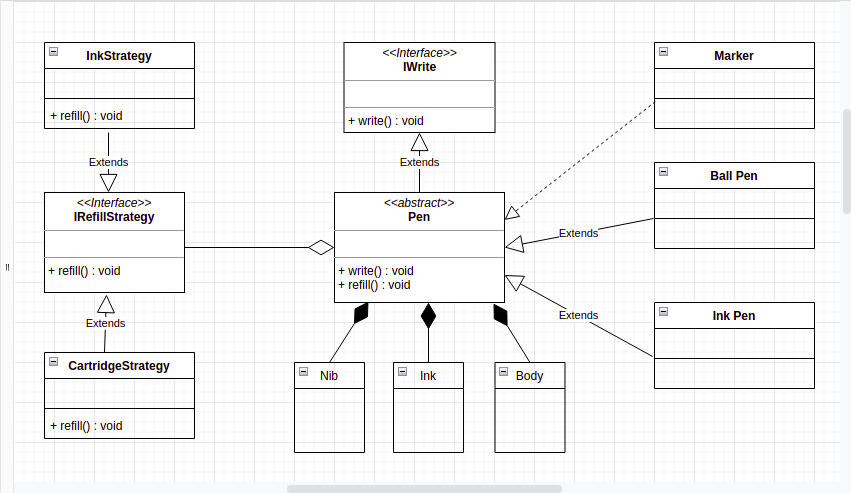 InkStrategy
+ refill() : void
Extends
<<Interface>>
IRefillStrategy
+ refill() : void
Extends
CartridgeStrategy
+ refill() : void
<<Interface>>
IWrite
+ write() : void
Extends
<<abstract>>
Pen
+ write() : void
+ refill() : void
Nib
Ink
Body
Marker
Ball Pen
Extends
Ink Pen
Extends